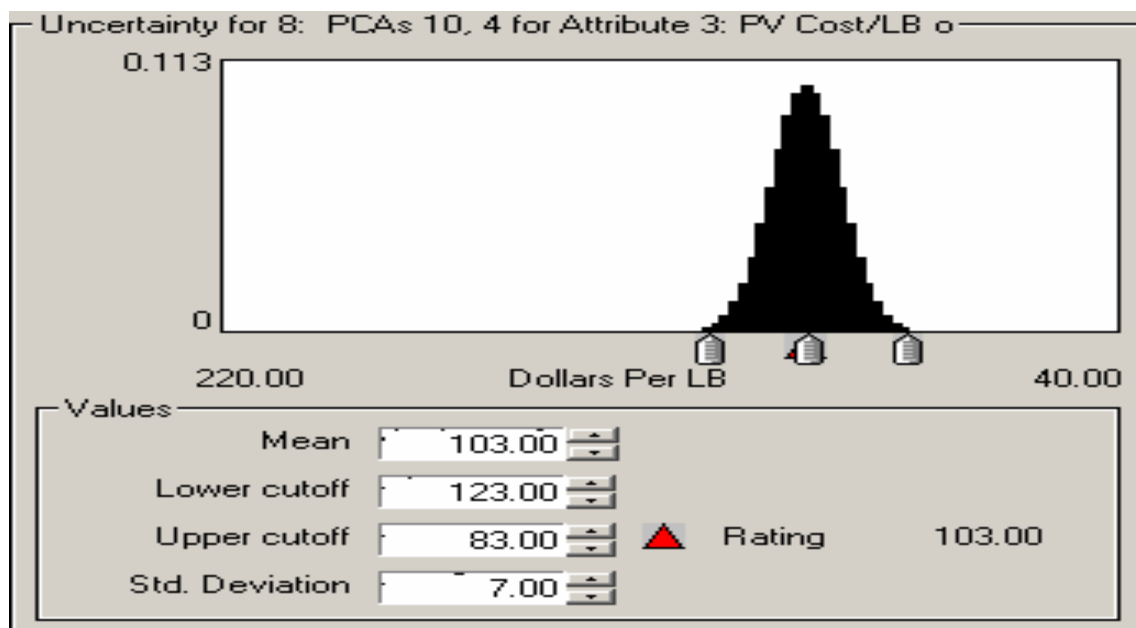 Uncertainty for 8: PCAs 10, 4 for Attribute 3: PV Cost/LB o
0.113
0
220.00 Dollars Per LB 40.00
Values
Mean 103.00
Lower cutoff 123.00
Upper cutoff 83.00 Rating 103.00
Std. Deviation 7.00